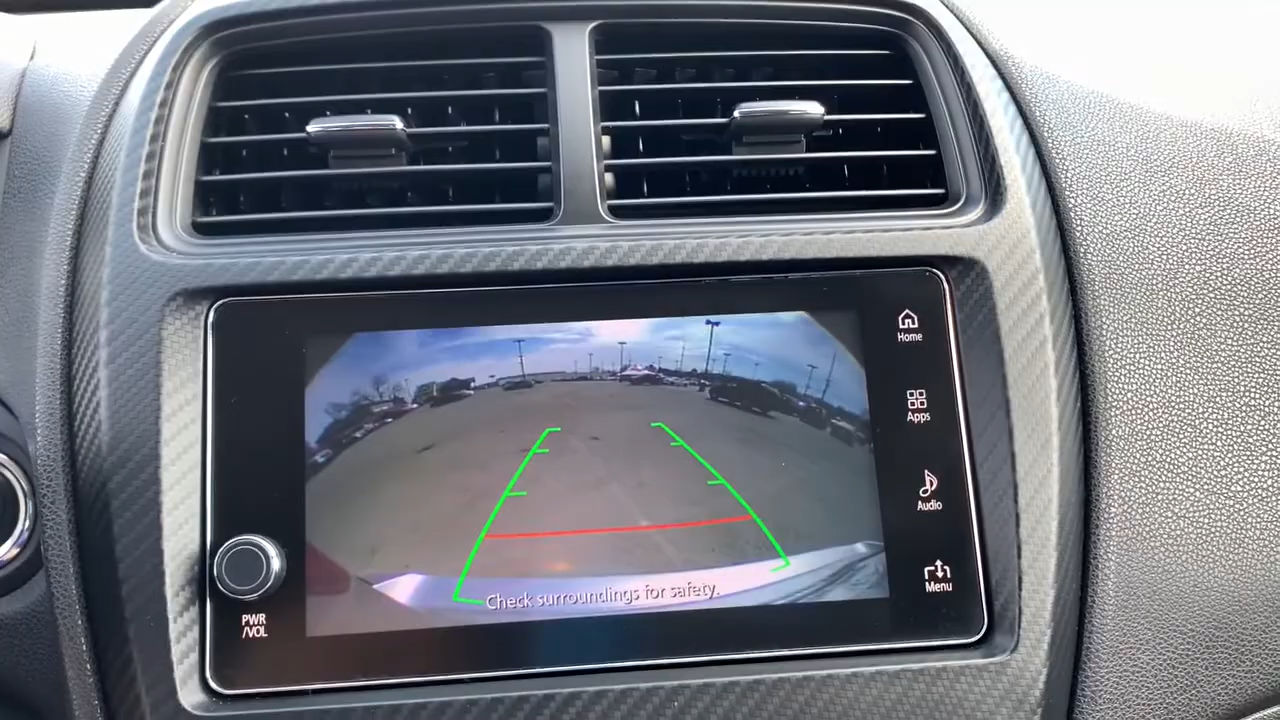 Home
Apps
Audio
Menu
PWR
/VOL
Check surroundings for safety.